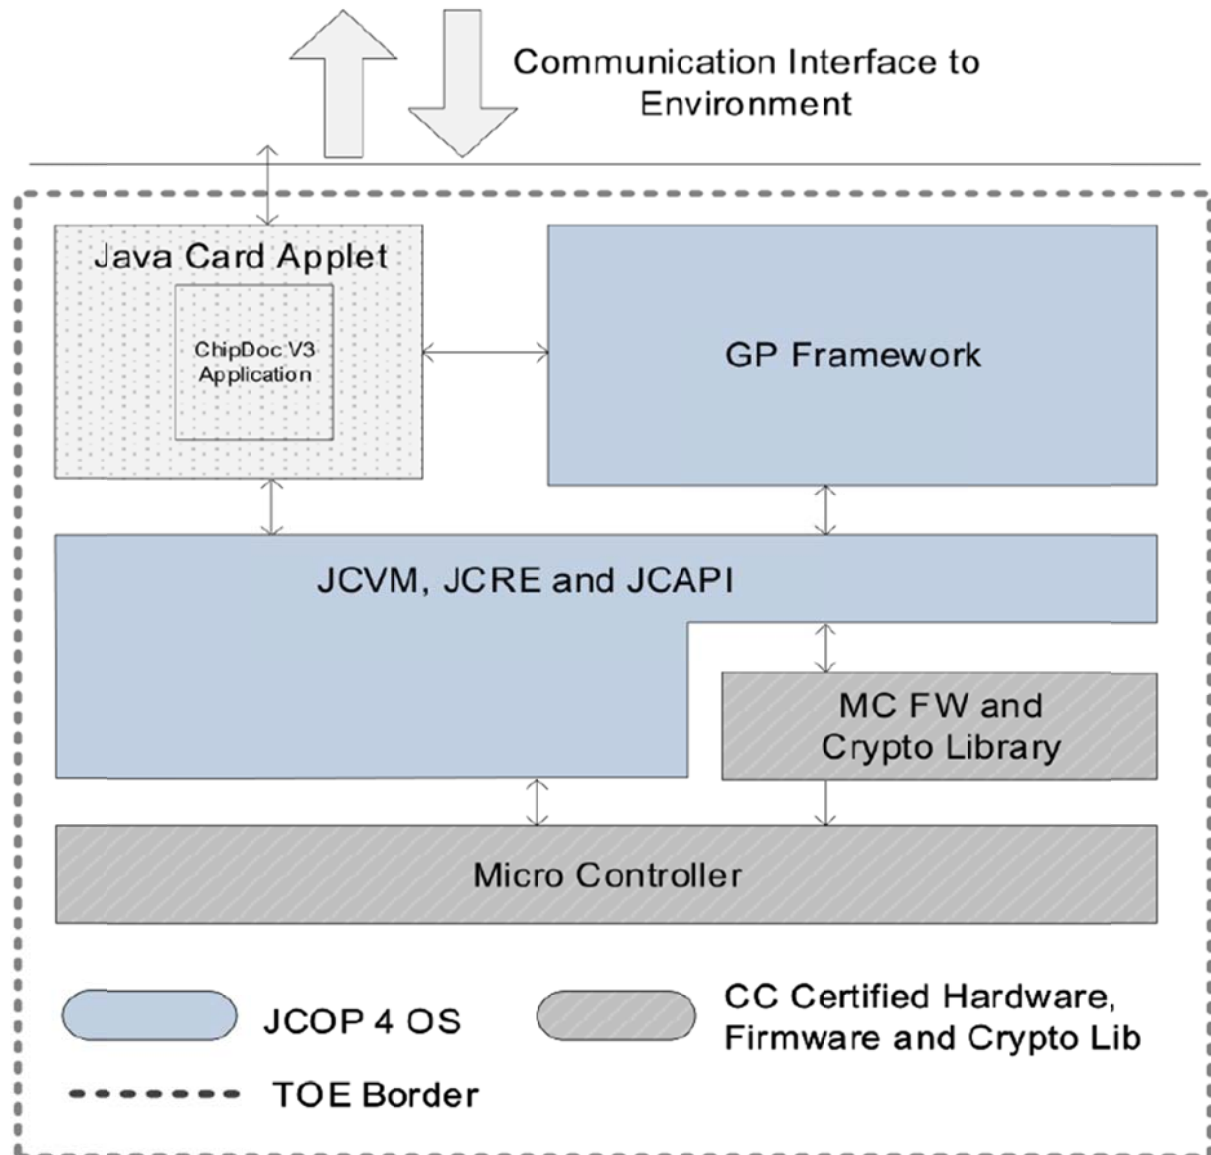 Communication Interface to
Environment
Java Card Applet
ChipDoc V3
Application
GP Framework
JCVM, JCRE and JCAPI
MC FW and
Crypto Library
Micro Controller
JCOP 4 OS
CC Certified Hardware,
Firmware and Crypto Lib
TOE Border